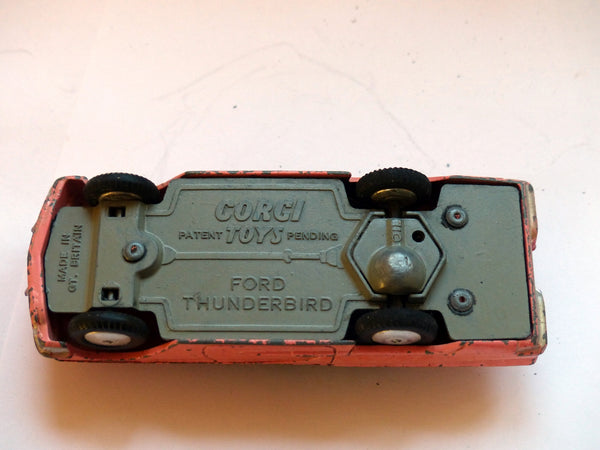 CORGI
PATENT TOYS PENDING
FORD
THUNDERBIRD
MADE IN
GT. BRITAIN